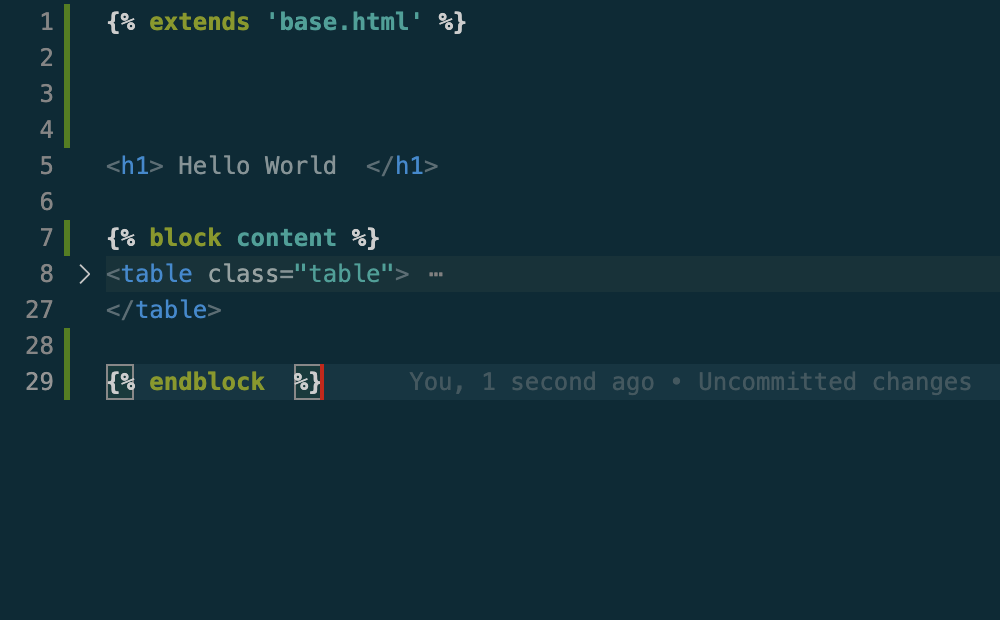 1 {% extends 'base.html' %}
2
3
4
5 <h1> Hello World  </h1>
6
7 {% block content %}
8 <table class="table"> ⋯
27 </table>
28
29 {% endblock  %} You, 1 second ago • Uncommitted changes